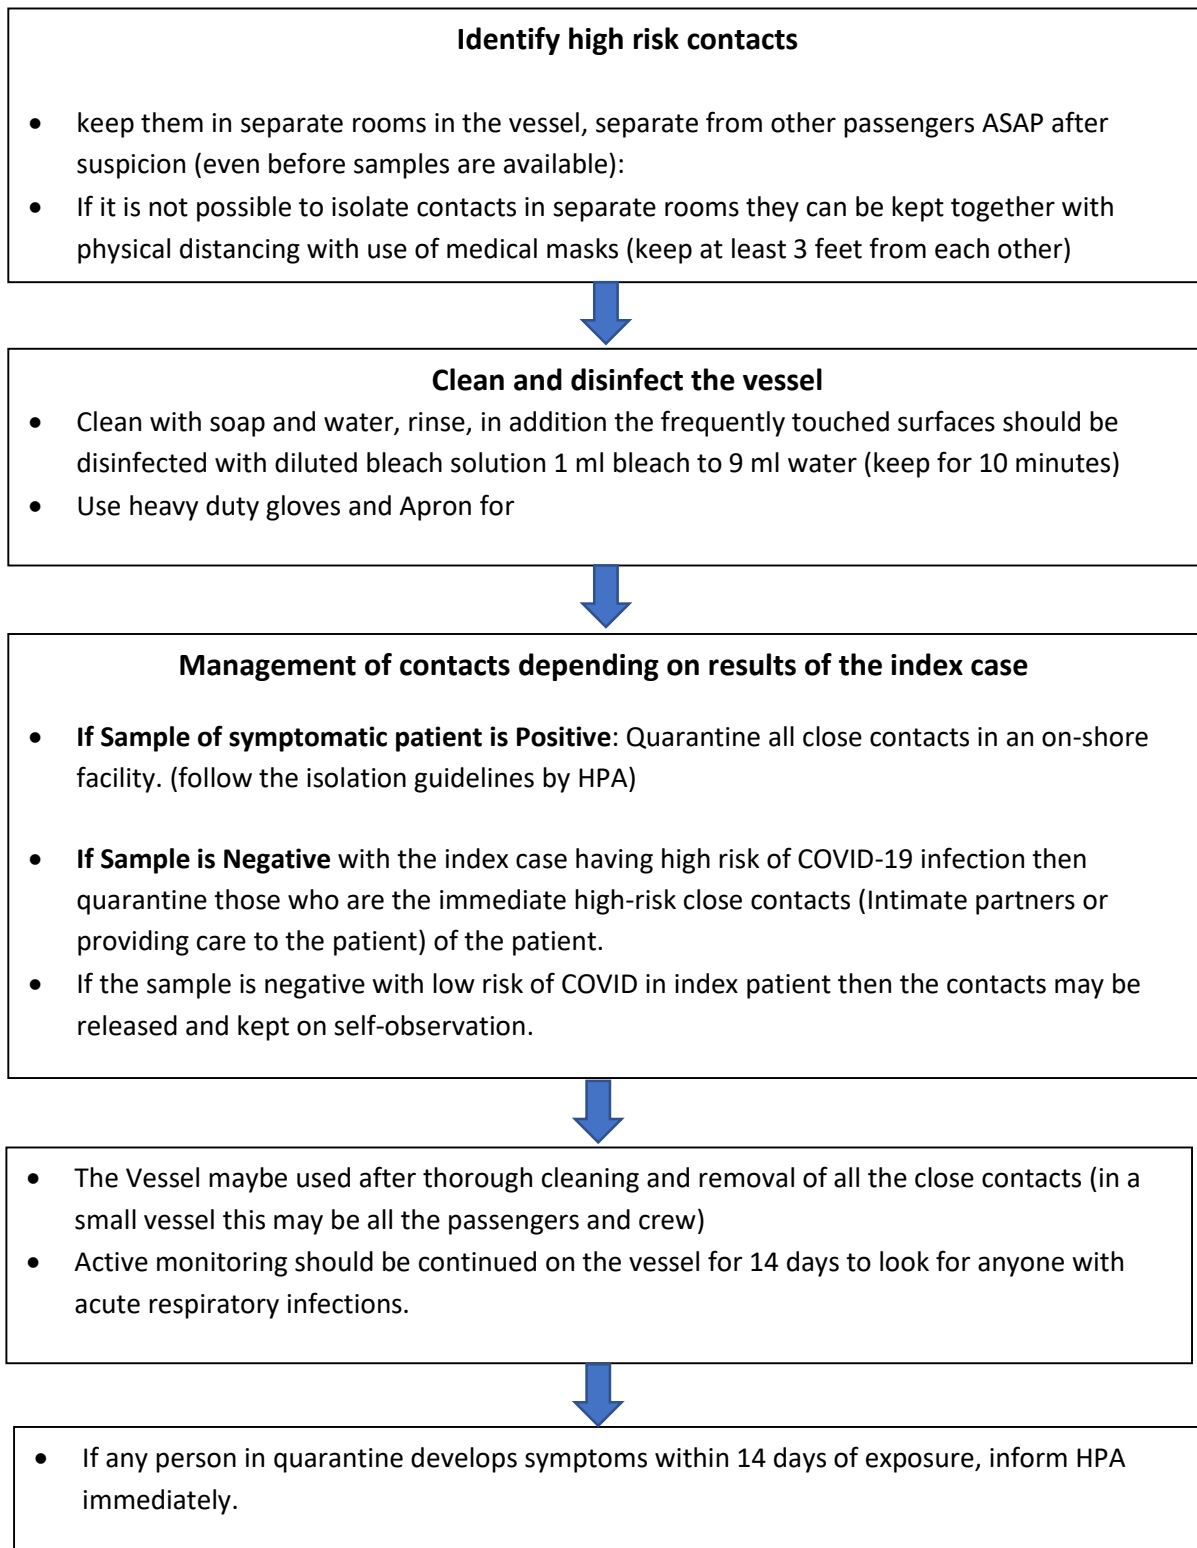 Identify high risk contacts
• keep them in separate rooms in the vessel, separate from other passengers ASAP after
suspicion (even before samples are available):
• If it is not possible to isolate contacts in separate rooms they can be kept together with
physical distancing with use of medical masks (keep at least 3 feet from each other)
Clean and disinfect the vessel
• Clean with soap and water, rinse, in addition the frequently touched surfaces should be
disinfected with diluted bleach solution 1 ml bleach to 9 ml water (keep for 10 minutes)
• Use heavy duty gloves and Apron for
Management of contacts depending on results of the index case
• If Sample of symptomatic patient is Positive: Quarantine all close contacts in an on-shore
facility. (follow the isolation guidelines by HPA)
• If Sample is Negative with the index case having high risk of COVID-19 infection then
quarantine those who are the immediate high-risk close contacts (Intimate partners or
providing care to the patient) of the patient.
• If the sample is negative with low risk of COVID in index patient then the contacts may be
released and kept on self-observation.
• The Vessel maybe used after thorough cleaning and removal of all the close contacts (in a
small vessel this may be all the passengers and crew)
• Active monitoring should be continued on the vessel for 14 days to look for anyone with
acute respiratory infections.
• If any person in quarantine develops symptoms within 14 days of exposure, inform HPA
immediately.